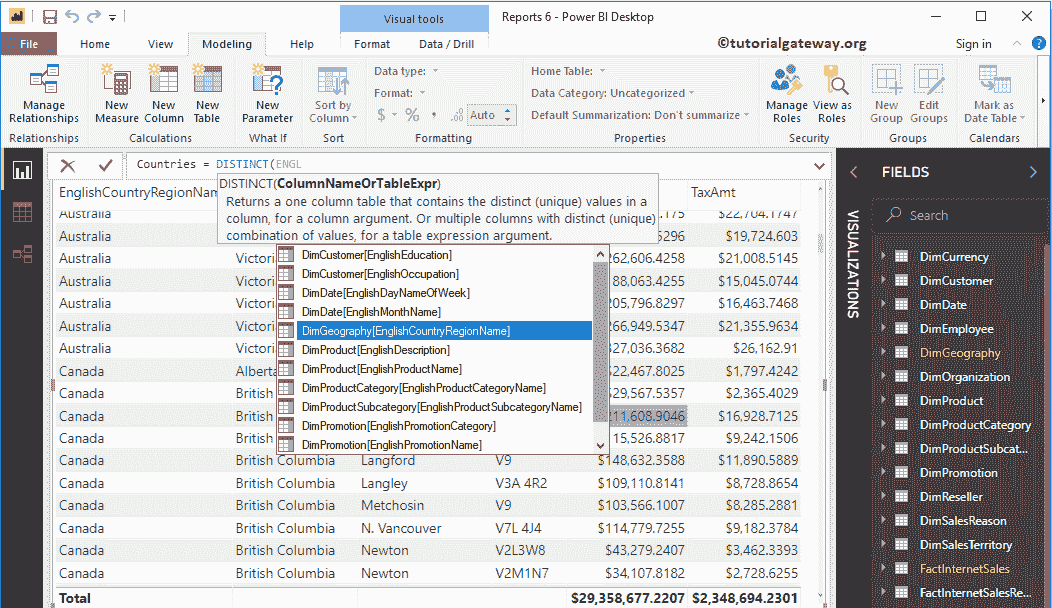 Visual tools
Reports 6 - Power BI Desktop
File Home View Modeling Help Format Data / Drill
©tutorialgateway.org
Sign in
?
Manage Relationships
New Measure
New Column
New Table
New Parameter
Sort by Column
Data type:
Format:
$ % , .00 Auto
Home Table:
Data Category: Uncategorized
Default Summarization: Don't summarize
Manage Roles
View as Roles
New Group
Edit Groups
Mark as Date Table
Relationships Calculations What If Sort Formatting Properties Security Groups Calendars
Countries = DISTINCT(ENGL
DISTINCT(ColumnNameOrTableExpr)
Returns a one column table that contains the distinct (unique) values in a
column, for a column argument. Or multiple columns with distinct (unique)
combination of values, for a table expression argument.
DimCustomer[EnglishEducation]
DimCustomer[EnglishOccupation]
DimDate[EnglishDayNameOfWeek]
DimDate[EnglishMonthName]
DimGeography[EnglishCountryRegionName]
DimProduct[EnglishDescription]
DimProduct[EnglishProductName]
DimProductCategory[EnglishProductCategoryName]
DimProductSubcategory[EnglishProductSubcategoryName]
DimPromotion[EnglishPromotionCategory]
DimPromotion[EnglishPromotionName]
EnglishCountryRegionNam TaxAmt
Australia .175 $22,704.1747
Australia 5296 $19,724.603
Australia Victori 262,606.4258 $21,008.5145
Australia Victori 88,063.4255 $15,045.0744
Australia Victori 205,796.8297 $16,463.7468
Australia Victori 266,949.5347 $21,355.9634
Australia Victori 327,036.3682 $26,162.91
Canada Alberta $22,467.8025 $1,797.4242
Canada British $29,567.5357 $2,365.4029
Canada British 211,608.9046 $16,928.7125
Canada British 15,526.8817 $9,242.1506
Canada British Columbia Langford V9 $148,632.3588 $11,890.5889
Canada British Columbia Langley V3A 4R2 $109,110.8141 $8,728.8654
Canada British Columbia Metchosin V9 $103,566.1007 $8,285.2881
Canada British Columbia N. Vancouver V7L 4J4 $114,779.7255 $9,182.3784
Canada British Columbia Newton V2L3W8 $43,279.2407 $3,462.3393
Canada British Columbia Newton V2M1N7 $34,107.8182 $2,728.6255
Total $29,358,677.2207 $2,348,694.2301
VISUALIZATIONS
FIELDS
Search
DimCurrency
DimCustomer
DimDate
DimEmployee
DimGeography
DimOrganization
DimProduct
DimProductCategory
DimProductSubcat...
DimPromotion
DimReseller
DimSalesReason
DimSalesTerritory
FactInternetSales
FactInternetSalesRe...